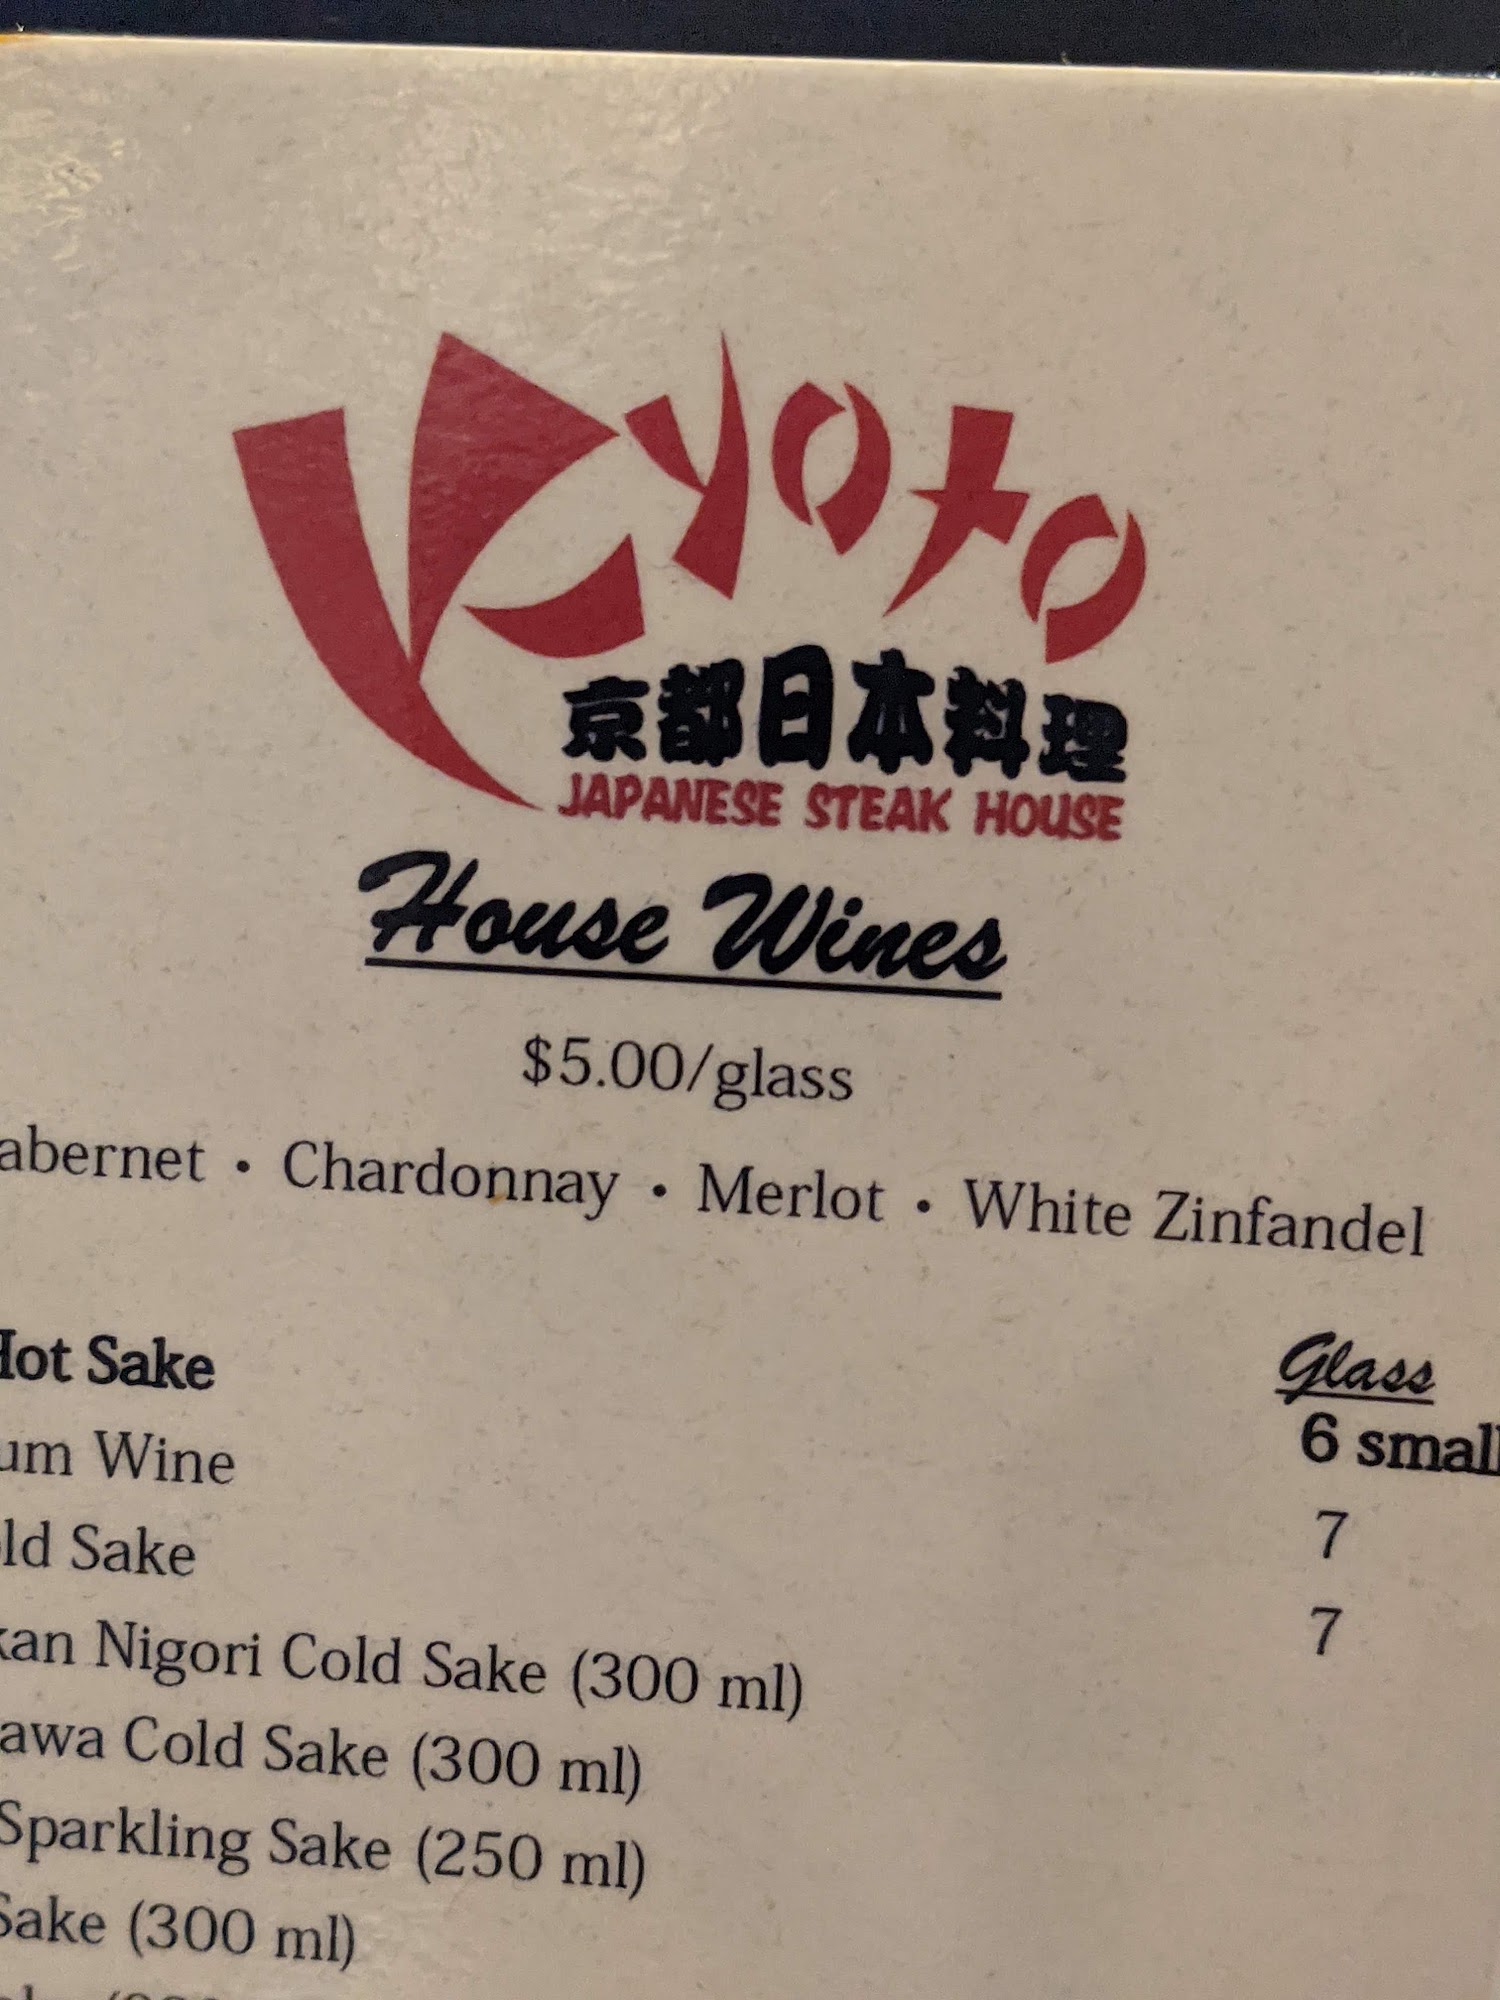 Kyoto
京都日本料理
JAPANESE STEAK HOUSE
House Wines
$5.00/glass
abernet • Chardonnay • Merlot • White Zinfandel
Glass
Hot Sake 6 small
um Wine 7
ld Sake 7
kan Nigori Cold Sake (300 ml)
awa Cold Sake (300 ml)
Sparkling Sake (250 ml)
Sake (300 ml)